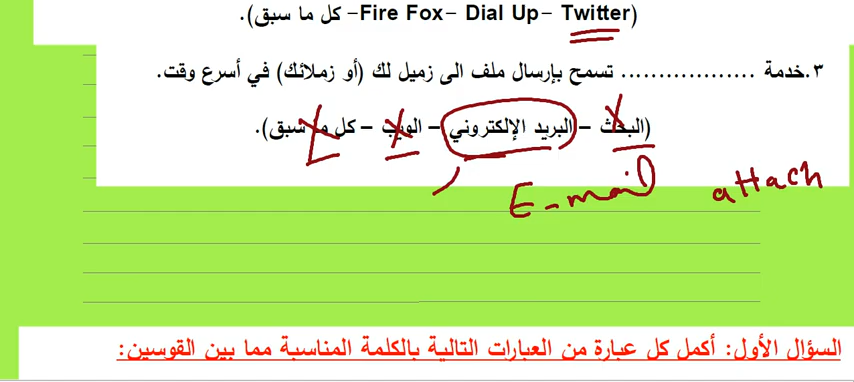 (Twitter –Dial Up –Fire Fox– كل ما سبق).
٣.خدمة .................. تسمح بإرسال ملف الى زميل لك (أو زملائك) في أسرع وقت.
(البحث – البريد الإلكتروني – الويب – كل ما سبق).
E-mail attach
السؤال الأول: أكمل كل عبارة من العبارات التالية بالكلمة المناسبة مما بين القوسين: